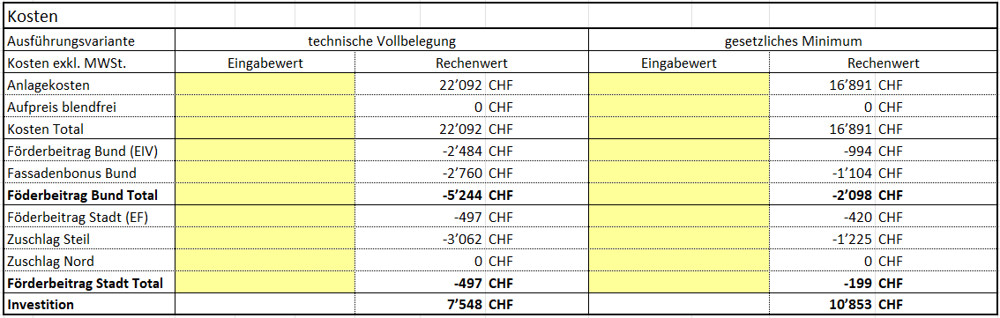 Kosten
Ausführungsvariante technische Vollbelegung gesetzliches Minimum
Kosten exkl. MWSt. Eingabewert Rechenwert Eingabewert Rechenwert
Anlagekosten 22’092 CHF 16’891 CHF
Aufpreis blendfrei 0 CHF 0 CHF
Kosten Total 22’092 CHF 16’891 CHF
Förderbeitrag Bund (EIV) -2’484 CHF -994 CHF
Fassadenbonus Bund -2’760 CHF -1’104 CHF
Föderbeitrag Bund Total -5’244 CHF -2’098 CHF
Föderbeitrag Stadt (EF) -497 CHF -420 CHF
Zuschlag Steil -3’062 CHF -1’225 CHF
Zuschlag Nord 0 CHF 0 CHF
Förderbeitrag Stadt Total -497 CHF -199 CHF
Investition 7’548 CHF 10’853 CHF